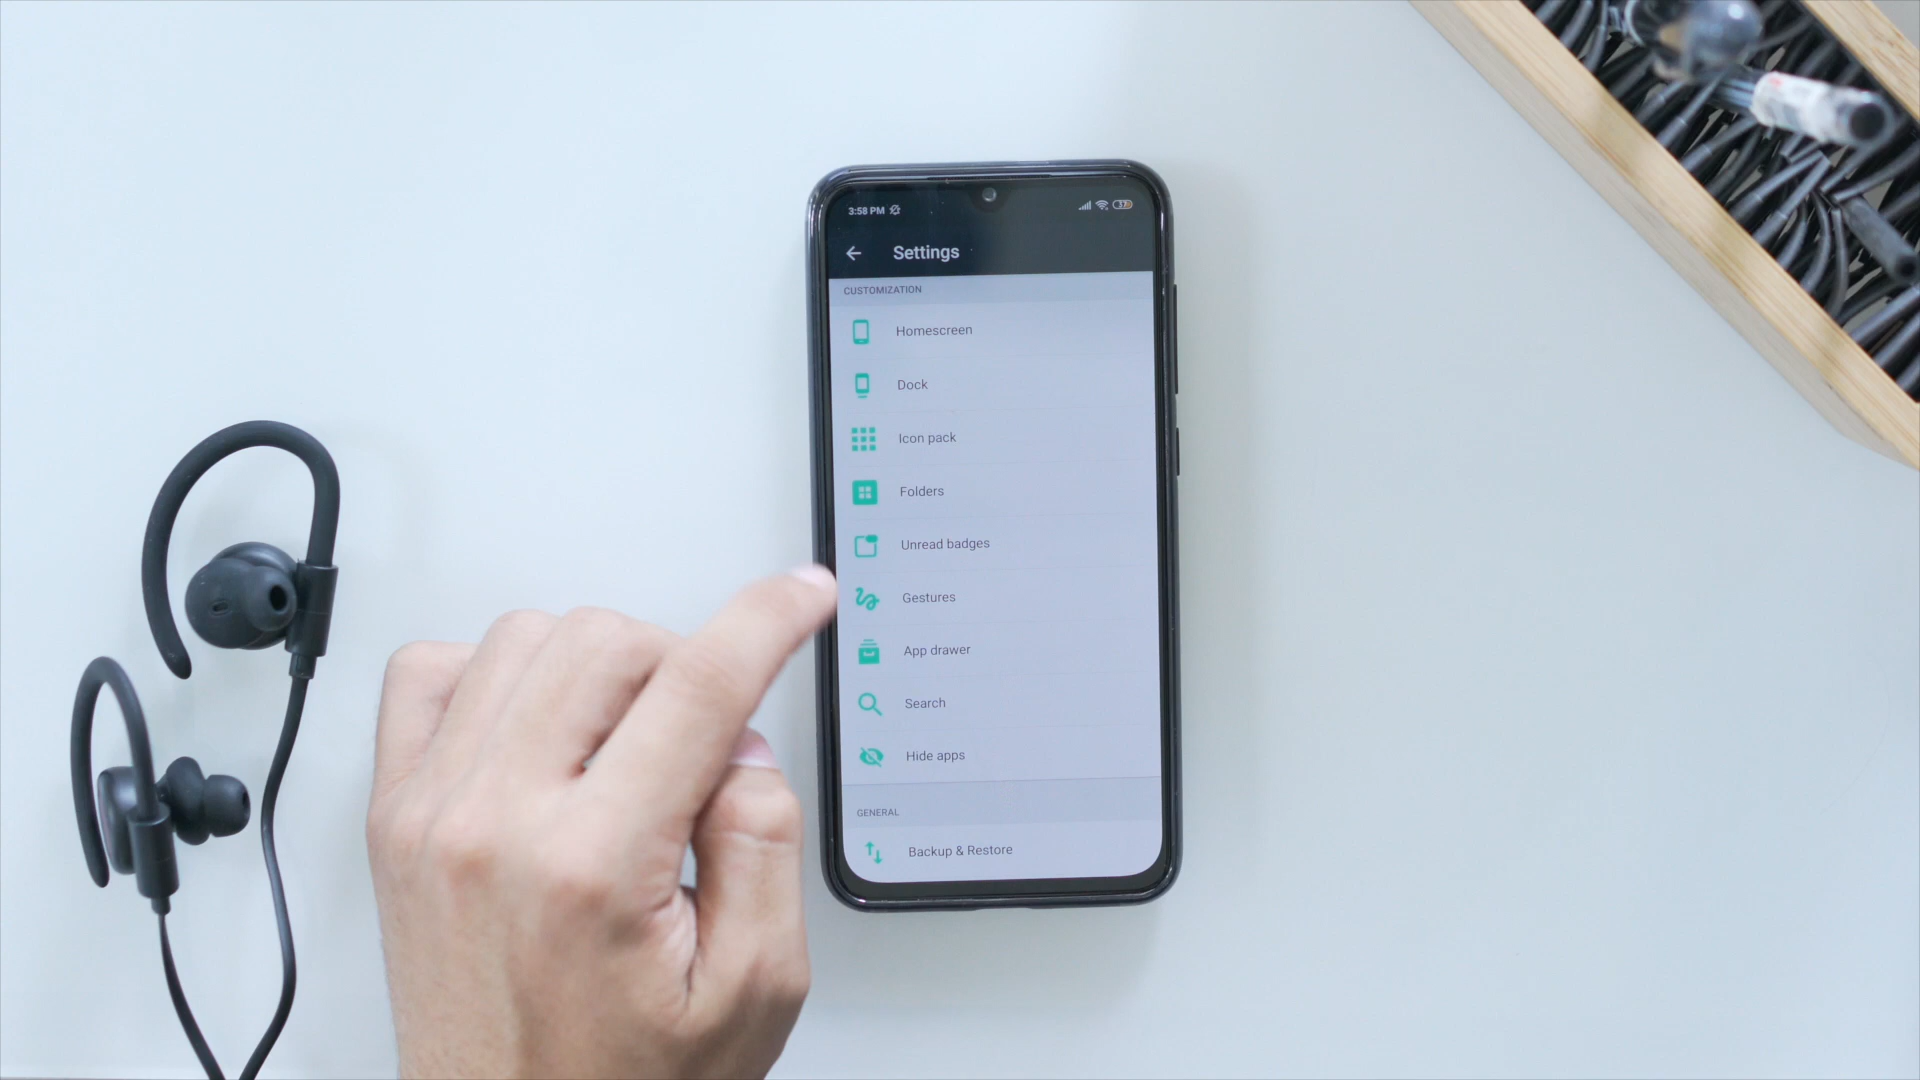 3:58 PM
37
Settings
CUSTOMIZATION
Homescreen
Dock
Icon pack
Folders
Unread badges
Gestures
App drawer
Search
Hide apps
GENERAL
Backup & Restore